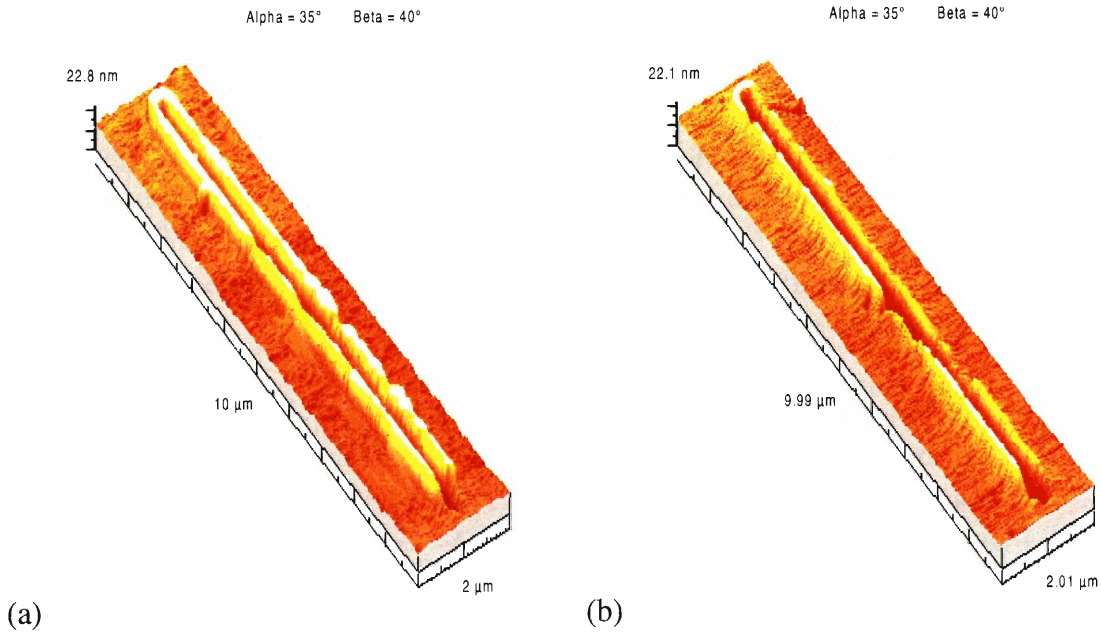 Alpha = 35° Beta = 40°
22.8 nm
10 µm
2 µm
(a)
Alpha = 35° Beta = 40°
22.1 nm
9.99 µm
2.01 µm
(b)